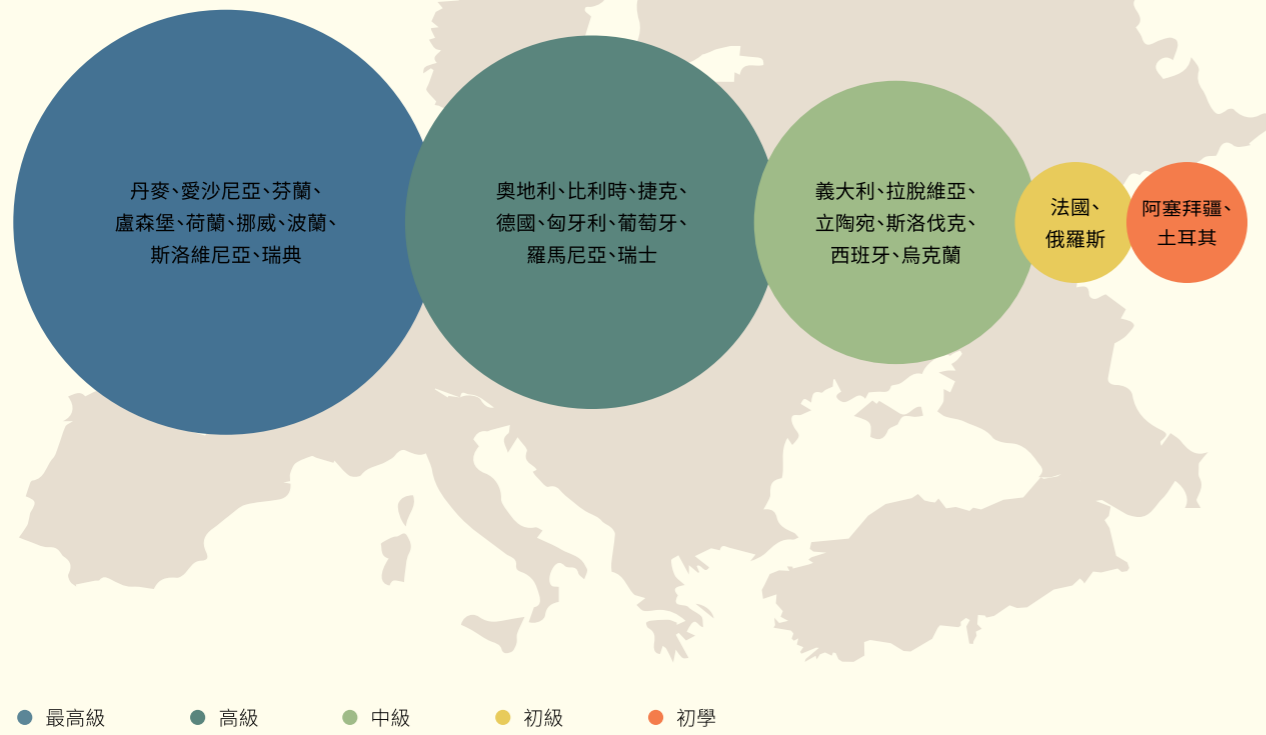 丹麥、愛沙尼亞、芬蘭、
盧森堡、荷蘭、挪威、波蘭、
斯洛維尼亞、瑞典
奧地利、比利時、捷克、
德國、匈牙利、葡萄牙、
羅馬尼亞、瑞士
義大利、拉脫維亞、
立陶宛、斯洛伐克、
西班牙、烏克蘭
法國、
俄羅斯
阿塞拜疆、
土耳其
最高級
高級
中級
初級
初學